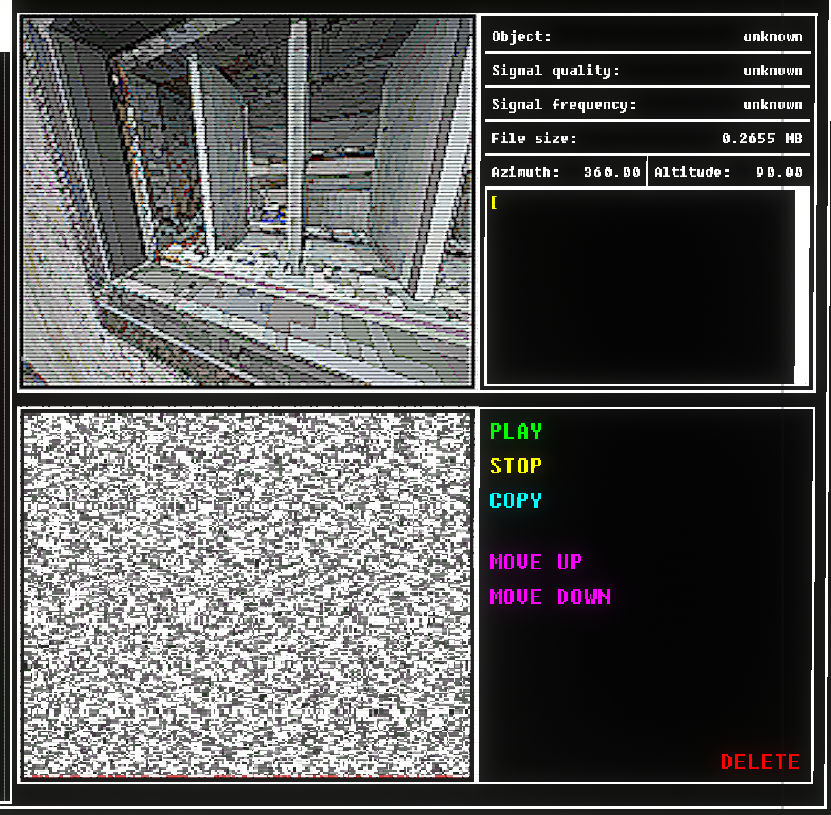 Object: unknown
Signal quality: unknown
Signal frequency: unknown
File size: 0.2655 MB
Azimuth: 360.00 Altitude: 90.00
[
PLAY
STOP
COPY
MOVE UP
MOVE DOWN
DELETE